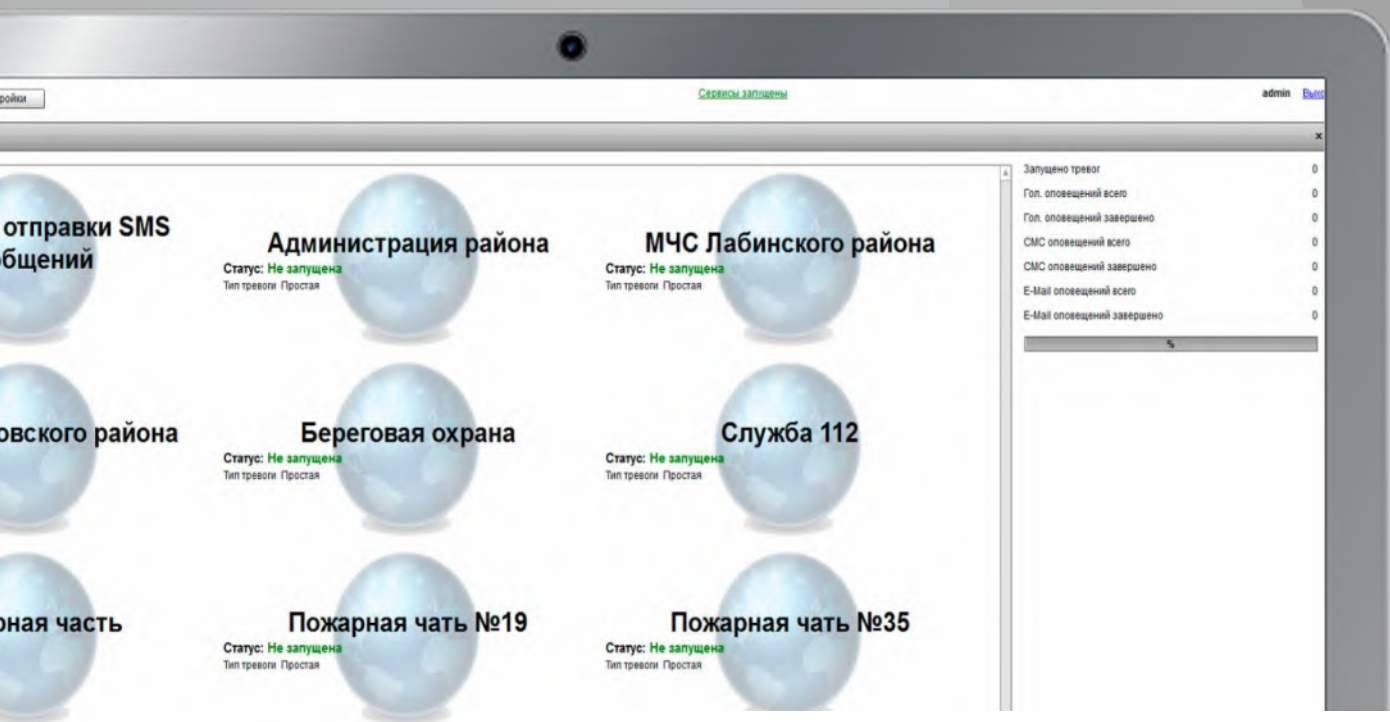 ройки
Сервисы запущены
admin Выхо
x
отправки SMS
общений
Администрация района
Статус: Не запущена
Тип тревоги Простая
МЧС Лабинского района
Статус: Не запущена
Тип тревоги Простая
Запущено тревог 0
Гол. оповещений всего 0
Гол. оповещений завершено 0
СМС оповещений всего 0
СМС оповещений завершено 0
E-Mail оповещений всего 0
E-Mail оповещений завершено 0
%
овского района
Береговая охрана
Статус: Не запущена
Тип тревоги Простая
Служба 112
Статус: Не запущена
Тип тревоги Простая
рная часть
Пожарная чать №19
Статус: Не запущена
Тип тревоги Простая
Пожарная чать №35
Статус: Не запущена
Тип тревоги Простая